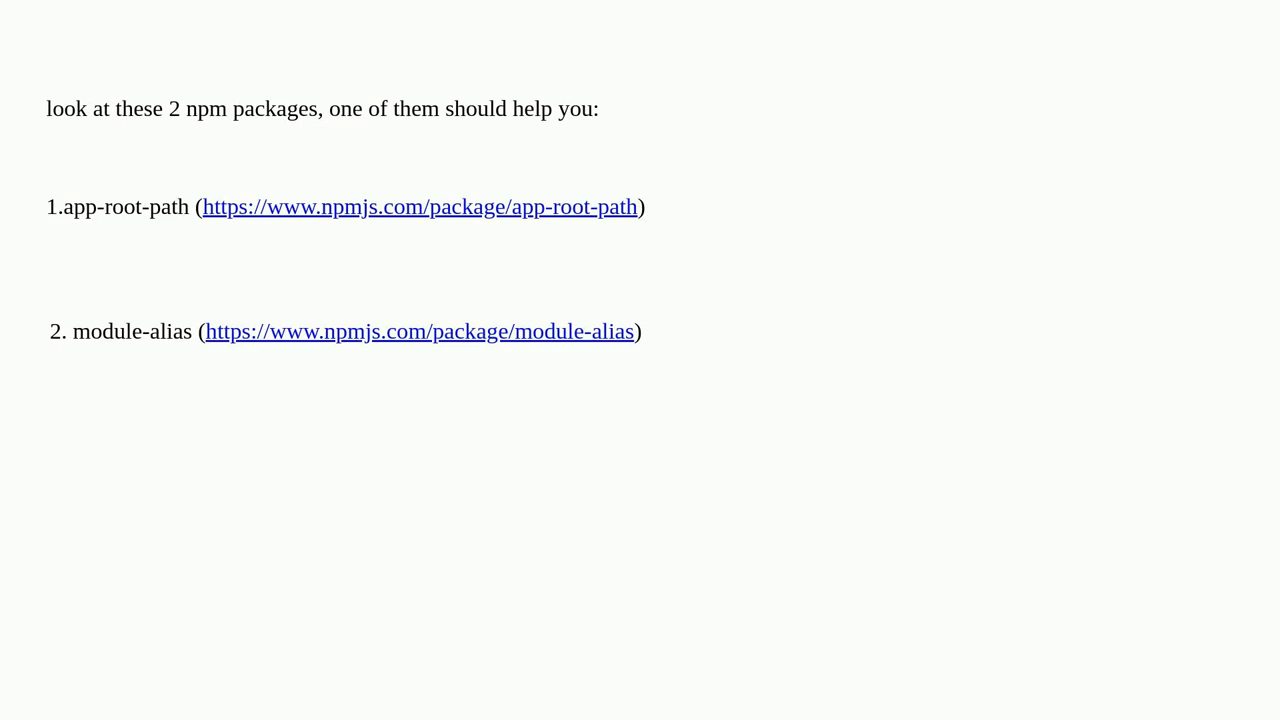 look at these 2 npm packages, one of them should help you:
1.app-root-path (https://www.npmjs.com/package/app-root-path)
2. module-alias (https://www.npmjs.com/package/module-alias)